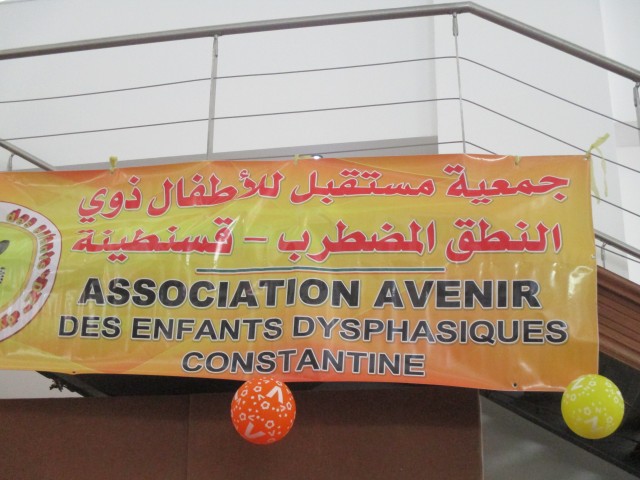 جمعية مستقبل للأطفال ذوي
النطق المضطرب - قسنطينة
ASSOCIATION AVENIR
DES ENFANTS DYSPHASIQUES
CONSTANTINE